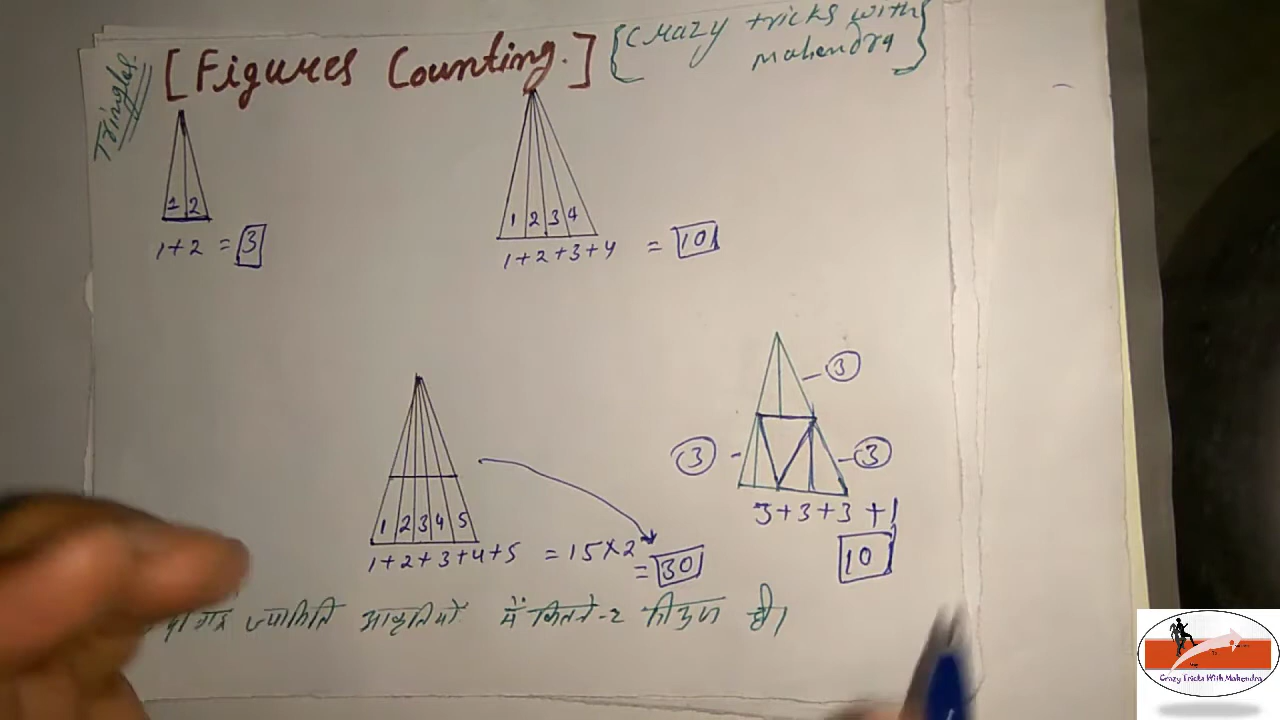 Tringles.
[Figures Counting.]
{crazy tricks with
mahendra}
1 2
1+2 = 3
1 2 3 4
1+2+3+4 = 10
3
3
3
3+3+3+1
10
1 2 3 4 5
1+2+3+4+5 = 15×2
= 30
आकृतियों में कितने-२ त्रिभुज है।
Crazy Tricks With Mahendra